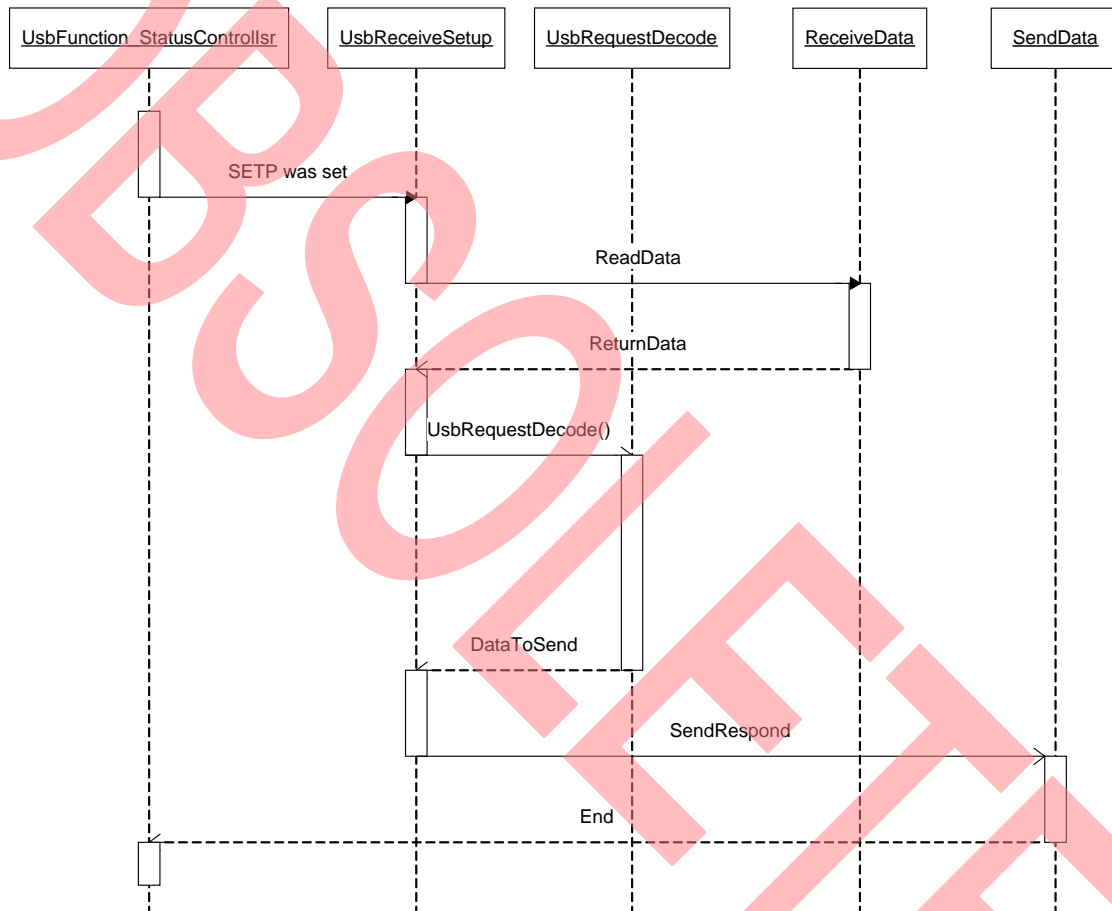 UsbFunction_StatusControlIsr
UsbReceiveSetup
UsbRequestDecode
ReceiveData
SendData
SETP was set
ReadData
ReturnData
UsbRequestDecode()
DataToSend
SendRespond
End
OBSOLETE